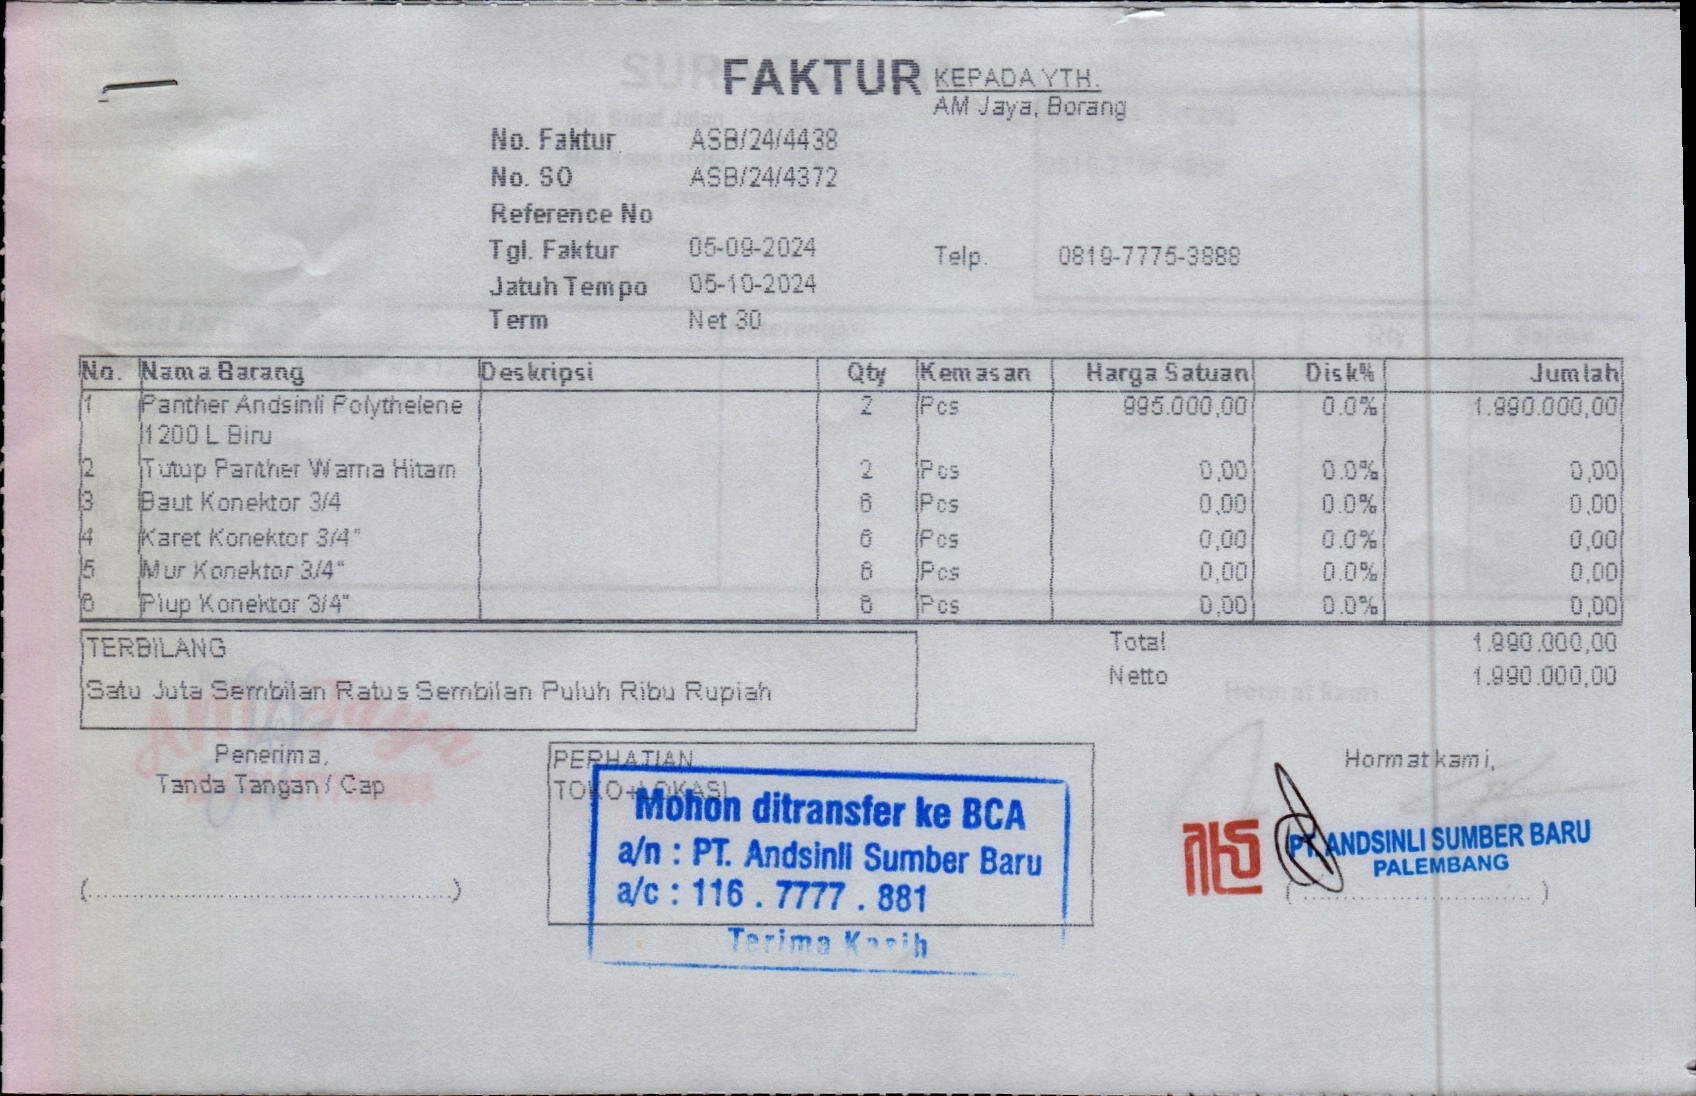 FAKTUR
KEPADA YTH.
AM Jaya, Borang
No. Faktur ASB/24/4438
No. SO ASB/24/4372
Reference No
Tgl. Faktur 05-09-2024
Telp. 0819-7775-3888
Jatuh Tempo 05-10-2024
Term Net 30
No. Nama Barang Deskripsi Qty Kemasan Harga Satuan Disk% Jumlah
1 Panther Andsinli Polythelene 2 Pcs 995.000,00 0.0% 1.990.000,00
1200 L Biru
2 Tutup Panther Warna Hitam 2 Pcs 0,00 0.0% 0,00
3 Baut Konektor 3/4 6 Pcs 0,00 0.0% 0,00
4 Karet Konektor 3/4" 6 Pcs 0,00 0.0% 0,00
5 Mur Konektor 3/4" 6 Pcs 0,00 0.0% 0,00
6 Plup Konektor 3/4" 6 Pcs 0,00 0.0% 0,00
TERBILANG
Total 1.990.000,00
Netto 1.990.000,00
Satu Juta Sembilan Ratus Sembilan Puluh Ribu Rupiah
Penerima,
Tanda Tangan / Cap
(..........................................)
PERHATIAN
TOKO+LOKASI
Mohon ditransfer ke BCA
a/n : PT. Andsinli Sumber Baru
a/c : 116 . 7777 . 881
Terima Kasih
Hormat kami,
PT. ANDSINLI SUMBER BARU
PALEMBANG
(..............................)